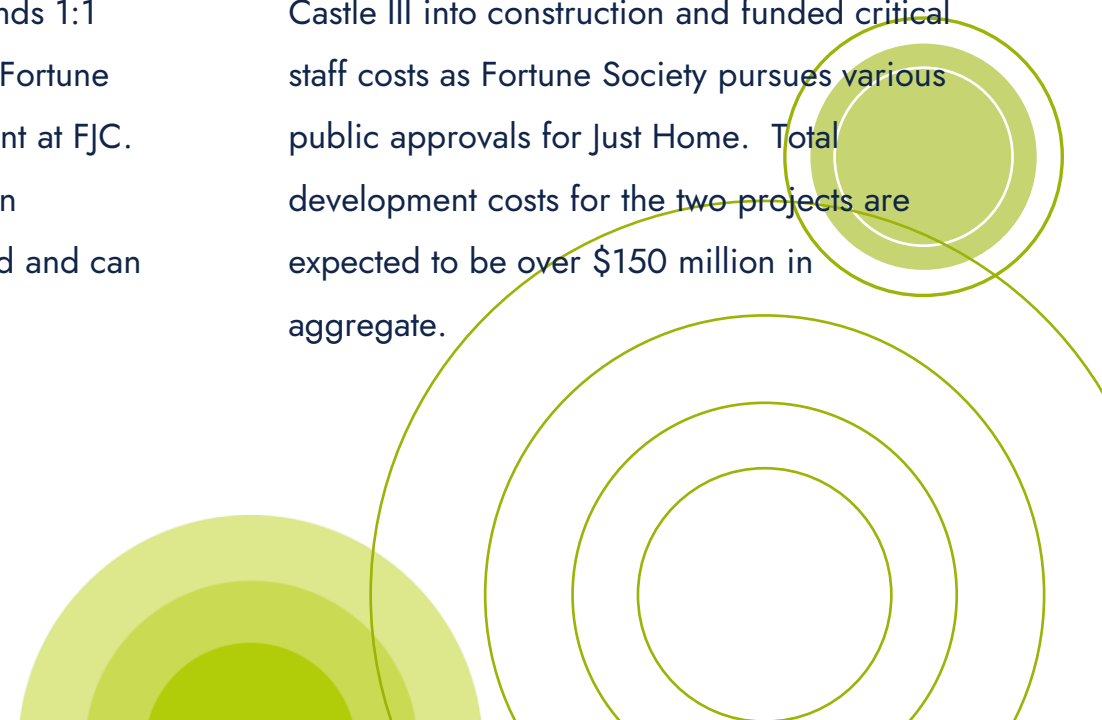 nds 1:1
Fortune
nt at FJC.
n
d and can
Castle III into construction and funded critical
staff costs as Fortune Society pursues various
public approvals for Just Home.  Total
development costs for the two projects are
expected to be over $150 million in
aggregate.